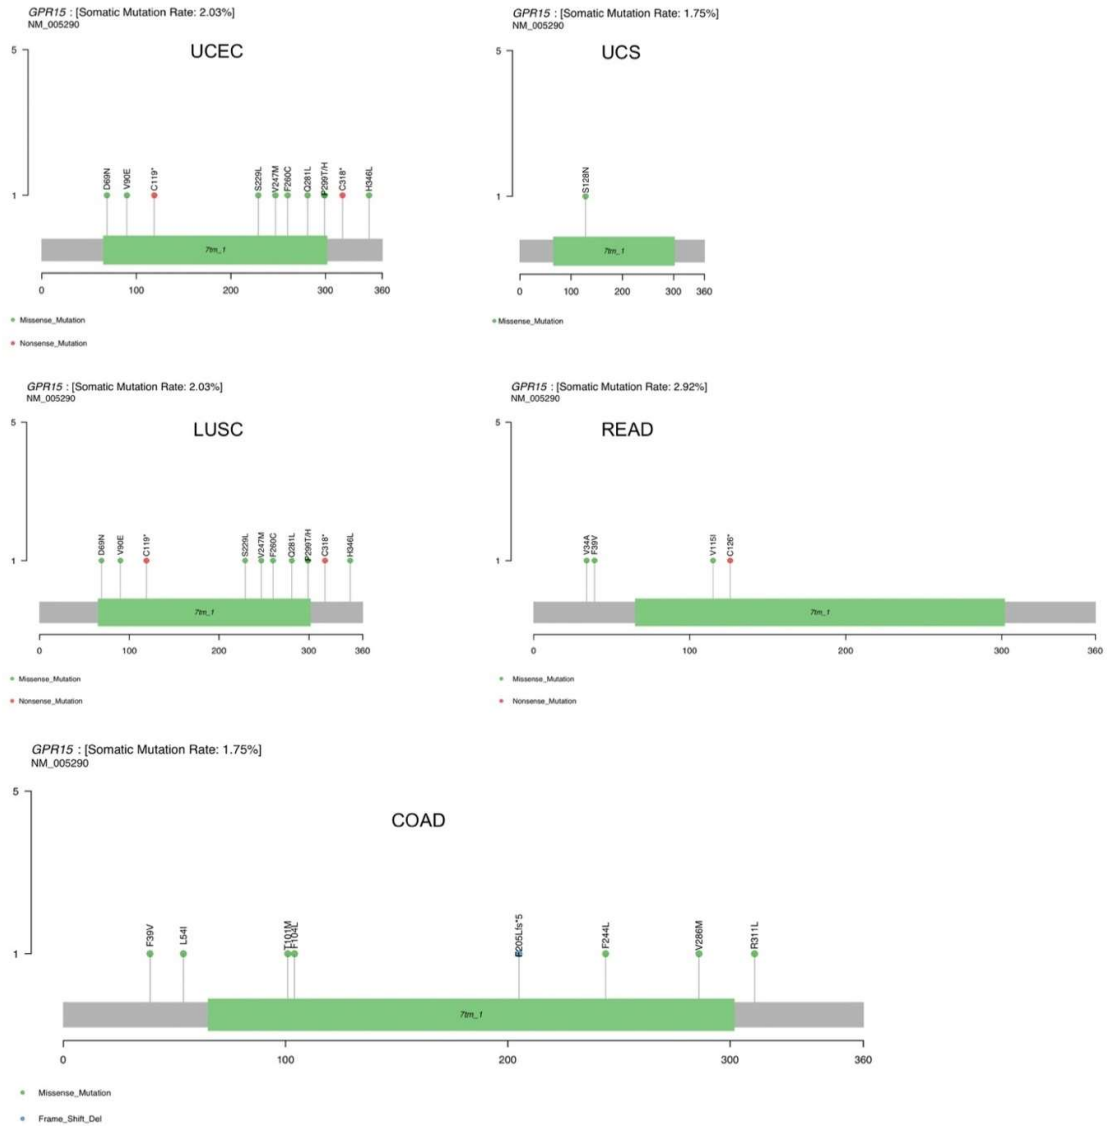 GPR15 : [Somatic Mutation Rate: 2.03%]
NM_005290
UCEC
5
1
D69N
V90E
C119*
S229L
V247M
F260C
Q281L
P299T/H
C318*
H346L
7tm_1
0 100 200 300 360
Missense_Mutation
Nonsense_Mutation
GPR15 : [Somatic Mutation Rate: 1.75%]
NM_005290
UCS
5
1
S128N
7tm_1
0 100 200 300 360
Missense_Mutation
GPR15 : [Somatic Mutation Rate: 2.03%]
NM_005290
LUSC
5
1
D69N
V90E
C119*
S229L
V247M
F260C
Q281L
P299T/H
C318*
H346L
7tm_1
0 100 200 300 360
Missense_Mutation
Nonsense_Mutation
GPR15 : [Somatic Mutation Rate: 2.92%]
NM_005290
READ
5
1
V34A
F39V
V115I
C126*
7tm_1
0 100 200 300 360
Missense_Mutation
Nonsense_Mutation
GPR15 : [Somatic Mutation Rate: 1.75%]
NM_005290
COAD
5
1
F39V
L54I
T101M
F104L
F244L
V286M
R311L
7tm_1
0 100 200 300 360
Missense_Mutation
Frame_Shift_Del